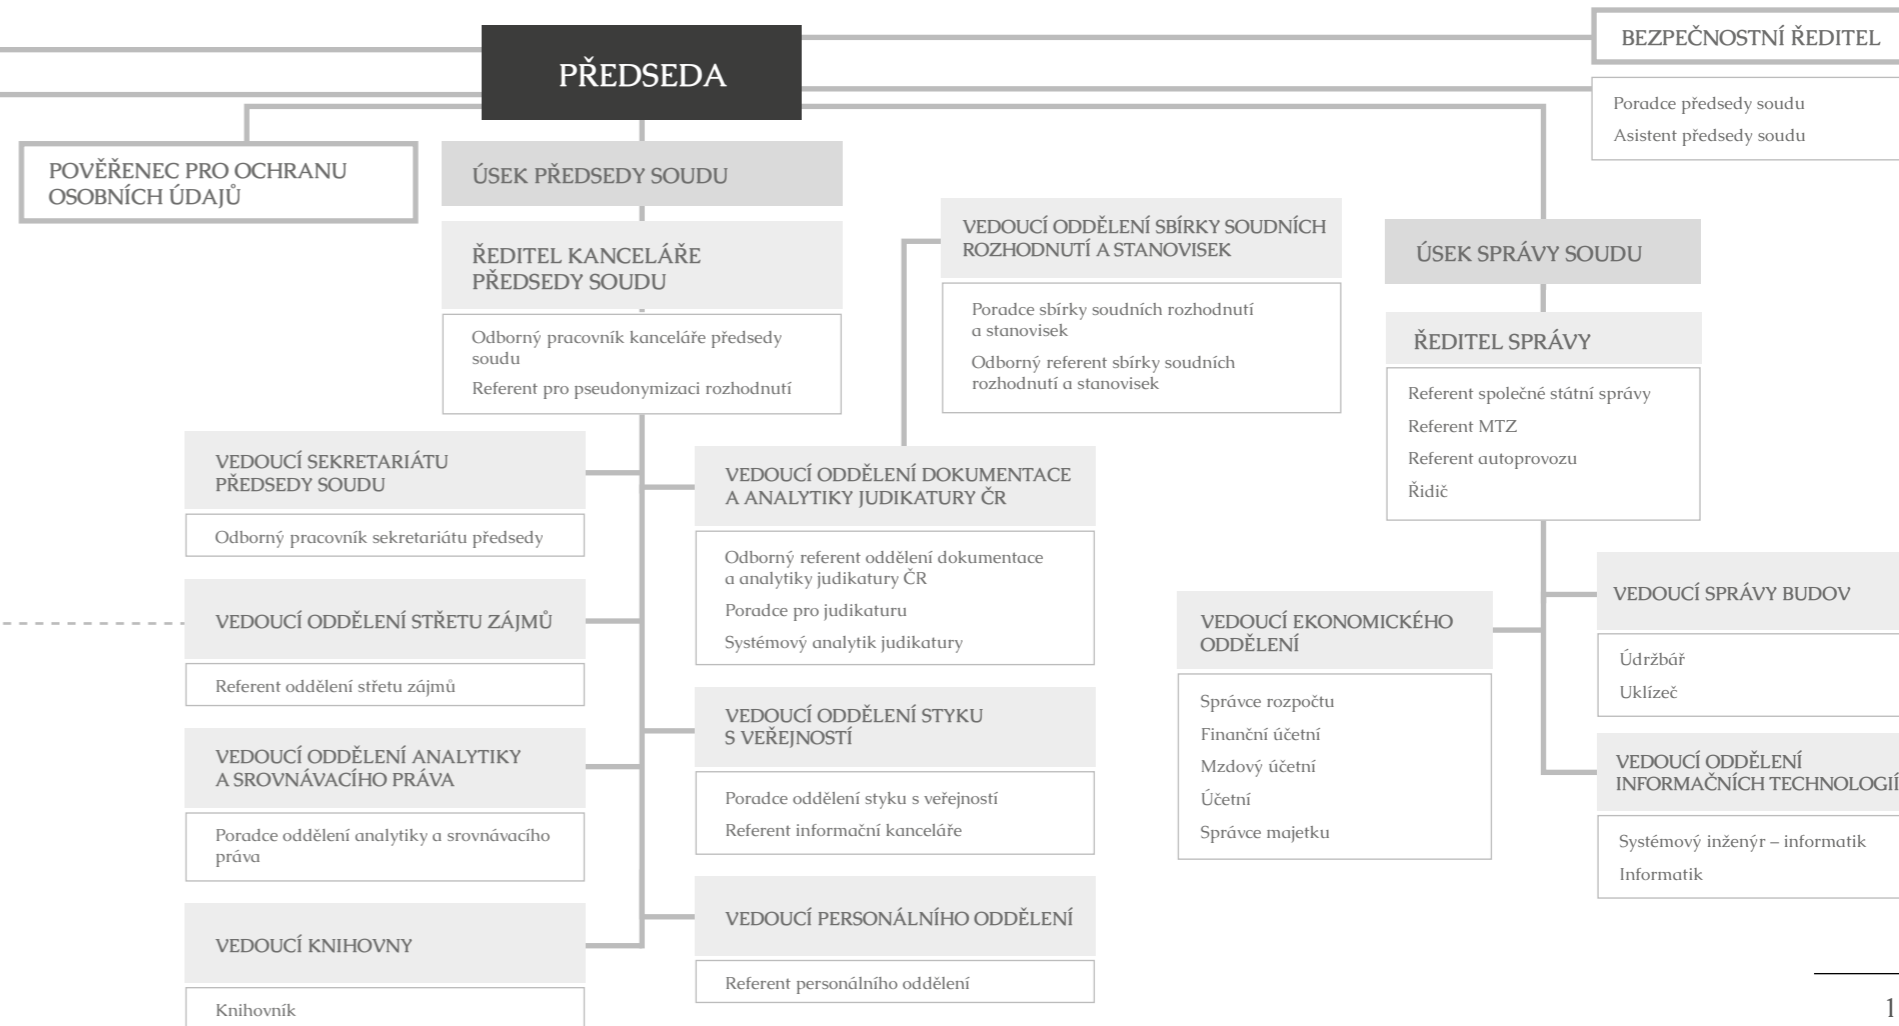 PŘEDSEDA
BEZPEČNOSTNÍ ŘEDITEL
Poradce předsedy soudu
Asistent předsedy soudu
POVĚŘENEC PRO OCHRANU
OSOBNÍCH ÚDAJŮ
ÚSEK PŘEDSEDY SOUDU
ŘEDITEL KANCELÁŘE
PŘEDSEDY SOUDU
Odborný pracovník kanceláře předsedy
soudu
Referent pro pseudonymizaci rozhodnutí
VEDOUCÍ SEKRETARIÁTU
PŘEDSEDY SOUDU
Odborný pracovník sekretariátu předsedy
VEDOUCÍ ODDĚLENÍ STŘETU ZÁJMŮ
Referent oddělení střetu zájmů
VEDOUCÍ ODDĚLENÍ ANALYTIKY
A SROVNÁVACÍHO PRÁVA
Poradce oddělení analytiky a srovnávacího
práva
VEDOUCÍ KNIHOVNY
Knihovník
VEDOUCÍ ODDĚLENÍ SBÍRKY SOUDNÍCH
ROZHODNUTÍ A STANOVISEK
Poradce sbírky soudních rozhodnutí
a stanovisek
Odborný referent sbírky soudních
rozhodnutí a stanovisek
VEDOUCÍ ODDĚLENÍ DOKUMENTACE
A ANALYTIKY JUDIKATURY ČR
Odborný referent oddělení dokumentace
a analytiky judikatury ČR
Poradce pro judikaturu
Systémový analytik judikatury
VEDOUCÍ ODDĚLENÍ STYKU
S VEŘEJNOSTÍ
Poradce oddělení styku s veřejností
Referent informační kanceláře
VEDOUCÍ PERSONÁLNÍHO ODDĚLENÍ
Referent personálního oddělení
ÚSEK SPRÁVY SOUDU
ŘEDITEL SPRÁVY
Referent společné státní správy
Referent MTZ
Referent autoprovozu
Řidič
VEDOUCÍ EKONOMICKÉHO
ODDĚLENÍ
Správce rozpočtu
Finanční účetní
Mzdový účetní
Účetní
Správce majetku
VEDOUCÍ SPRÁVY BUDOV
Údržbář
Uklízeč
VEDOUCÍ ODDĚLENÍ
INFORMAČNÍCH TECHNOLOGIÍ
Systémový inženýr – informatik
Informatik
1